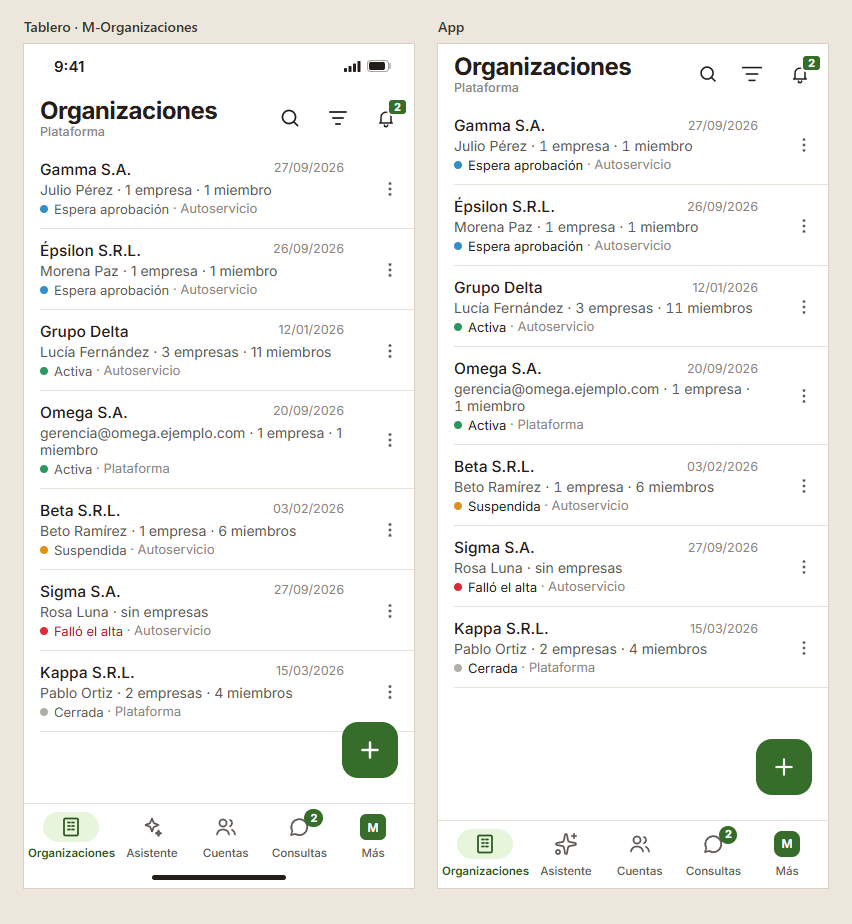 Tablero · M-Organizaciones
9:41
Organizaciones
2
Plataforma
Gamma S.A.
27/09/2026
Julio Pérez · 1 empresa · 1 miembro
Espera aprobación · Autoservicio
Épsilon S.R.L.
26/09/2026
Morena Paz · 1 empresa · 1 miembro
Espera aprobación · Autoservicio
Grupo Delta
12/01/2026
Lucía Fernández · 3 empresas · 11 miembros
Activa · Autoservicio
Omega S.A.
20/09/2026
gerencia@omega.ejemplo.com · 1 empresa · 1
miembro
Activa · Plataforma
Beta S.R.L.
03/02/2026
Beto Ramírez · 1 empresa · 6 miembros
Suspendida · Autoservicio
Sigma S.A.
27/09/2026
Rosa Luna · sin empresas
Falló el alta · Autoservicio
Kappa S.R.L.
15/03/2026
Pablo Ortiz · 2 empresas · 4 miembros
Cerrada · Plataforma
2
M
Organizaciones
Asistente
Cuentas
Consultas
Más
App
Organizaciones
2
Plataforma
Gamma S.A.
27/09/2026
Julio Pérez · 1 empresa · 1 miembro
Espera aprobación · Autoservicio
Épsilon S.R.L.
26/09/2026
Morena Paz · 1 empresa · 1 miembro
Espera aprobación · Autoservicio
Grupo Delta
12/01/2026
Lucía Fernández · 3 empresas · 11 miembros
Activa · Autoservicio
Omega S.A.
20/09/2026
gerencia@omega.ejemplo.com · 1 empresa ·
1 miembro
Activa · Plataforma
Beta S.R.L.
03/02/2026
Beto Ramírez · 1 empresa · 6 miembros
Suspendida · Autoservicio
Sigma S.A.
27/09/2026
Rosa Luna · sin empresas
Falló el alta · Autoservicio
Kappa S.R.L.
15/03/2026
Pablo Ortiz · 2 empresas · 4 miembros
Cerrada · Plataforma
2
M
Organizaciones
Asistente
Cuentas
Consultas
Más